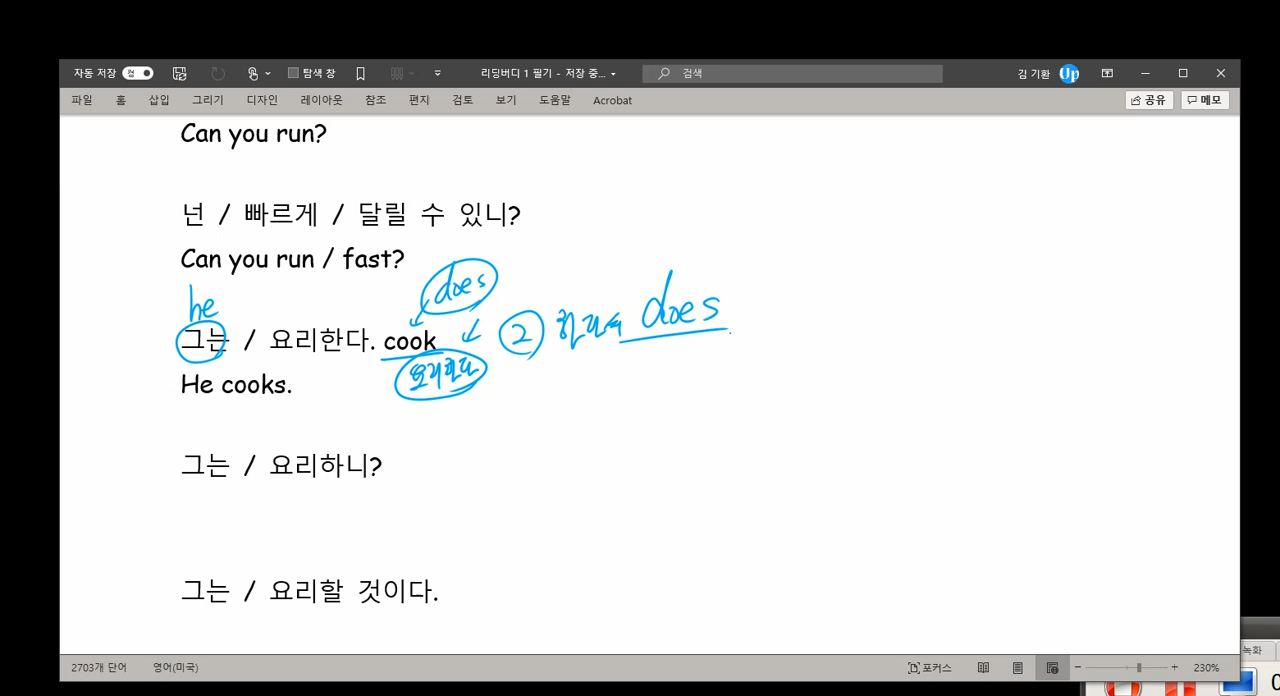 자동 저장 컴 탐색 창 리딩버디 1 필기 - 저장 중... 검색 김 기환 Up
파일 홈 삽입 그리기 디자인 레이아웃 참조 편지 검토 보기 도움말 Acrobat 공유 메모
Can you run?
넌 / 빠르게 / 달릴 수 있니?
Can you run / fast?
he does
그는 / 요리한다. cook 2 does
요리한다
He cooks.
그는 / 요리하니?
그는 / 요리할 것이다.
녹화
2703개 단어 영어(미국) 포커스 230%